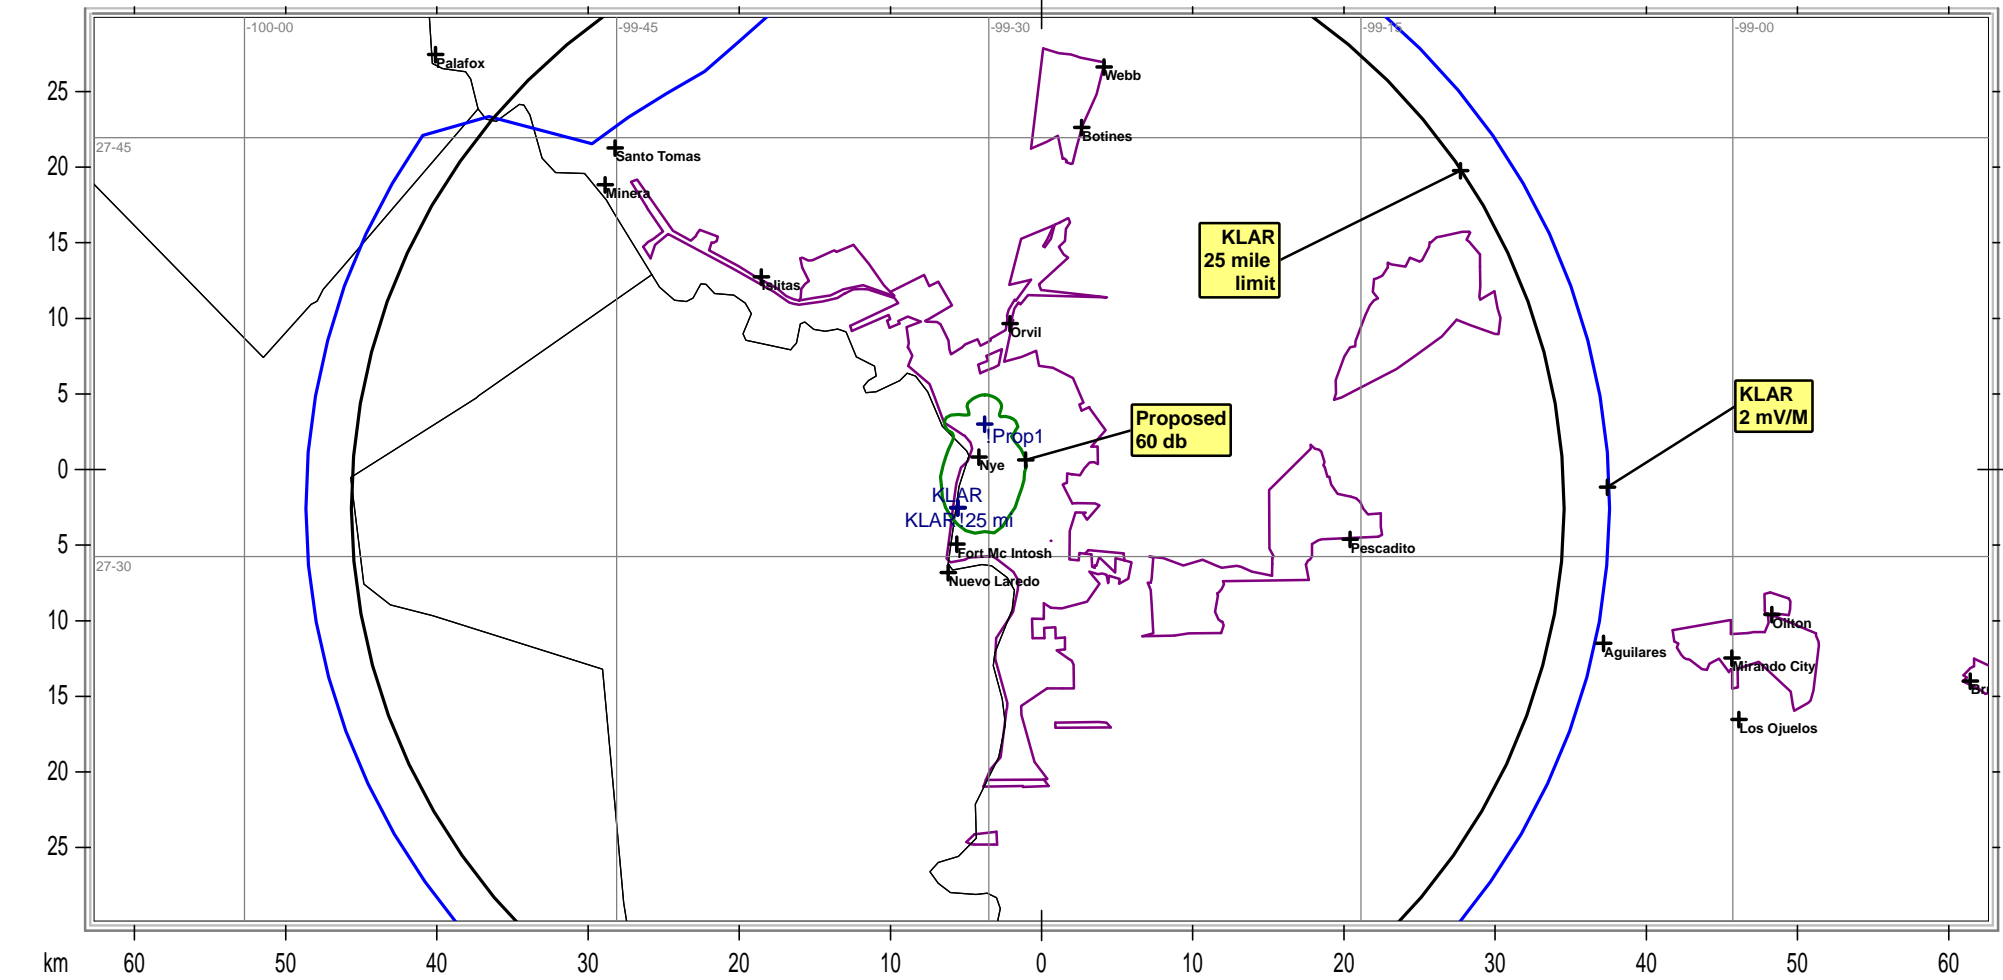 -100-00
-99-45
-99-30
-99-15
-99-00
Palafox
Webb
25
Botines
27-45
Santo Tomas
20
Minera
KLAR
25 mile
limit
15
Islitas
10
Orvil
KLAR
2 mV/M
5
Proposed
60 db
!Prop1
Nye
0
KLAR
KLAR!25 mi
5
Fort Mc Intosh
Pescadito
27-30
Nuevo Laredo
10
Oilton
Aguilares
Mirando City
15
Br
Los Ojuelos
20
25
km
60
50
40
30
20
10
0
10
20
30
40
50
60